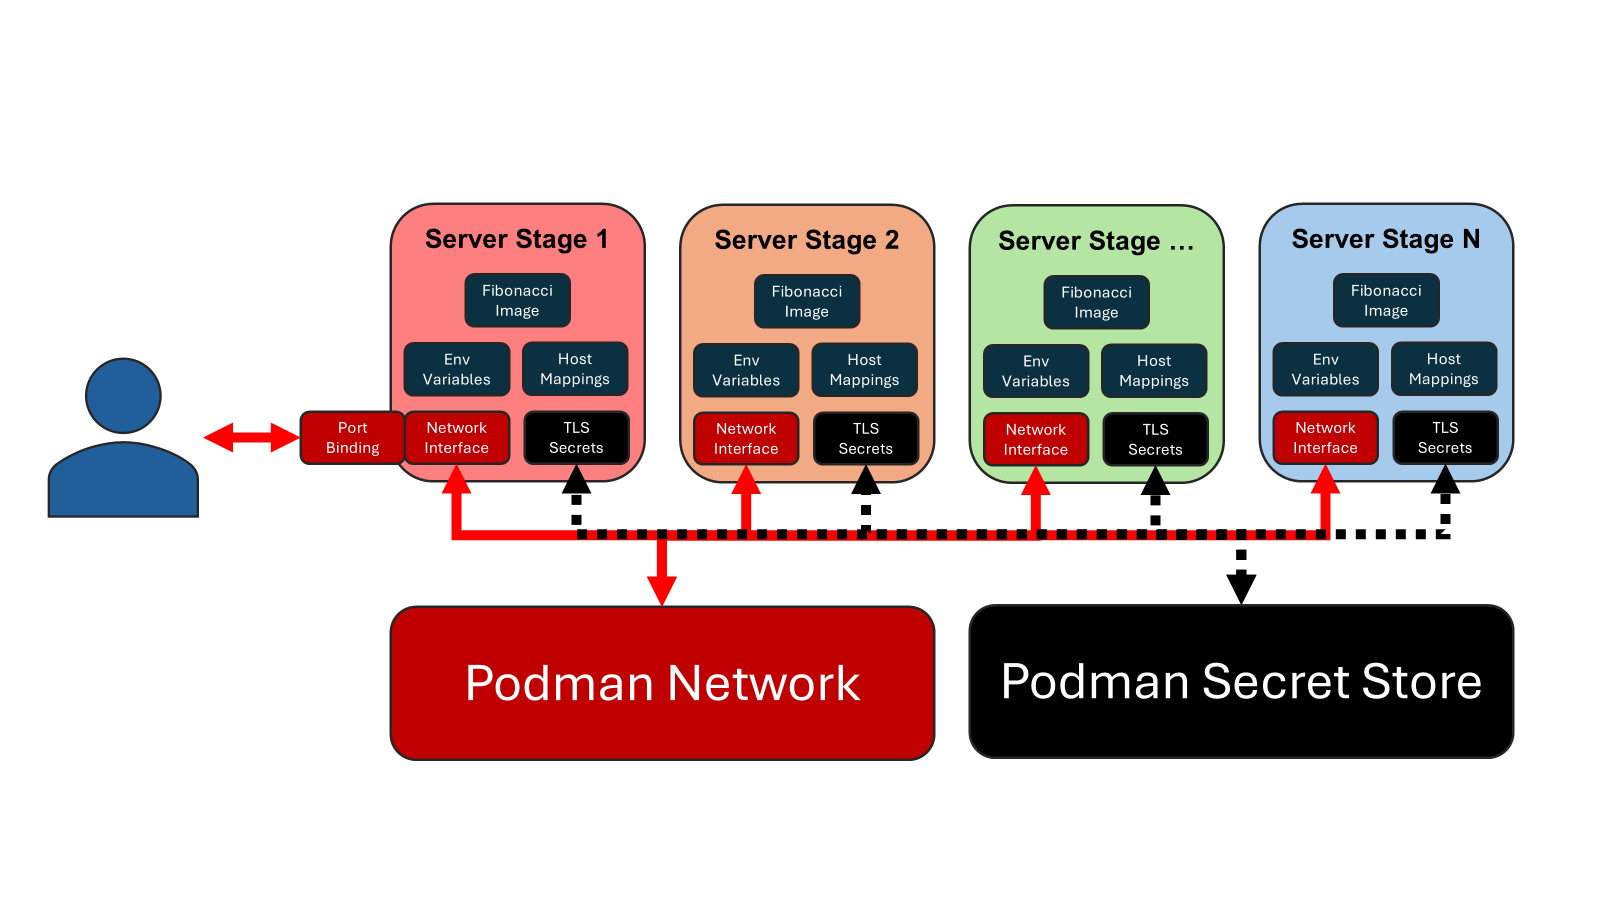 Server Stage 1
Fibonacci
Image
Env
Variables
Host
Mappings
Port
Binding
Network
Interface
TLS
Secrets
Server Stage 2
Fibonacci
Image
Env
Variables
Host
Mappings
Network
Interface
TLS
Secrets
Server Stage ...
Fibonacci
Image
Env
Variables
Host
Mappings
Network
Interface
TLS
Secrets
Server Stage N
Fibonacci
Image
Env
Variables
Host
Mappings
Network
Interface
TLS
Secrets
Podman Network
Podman Secret Store